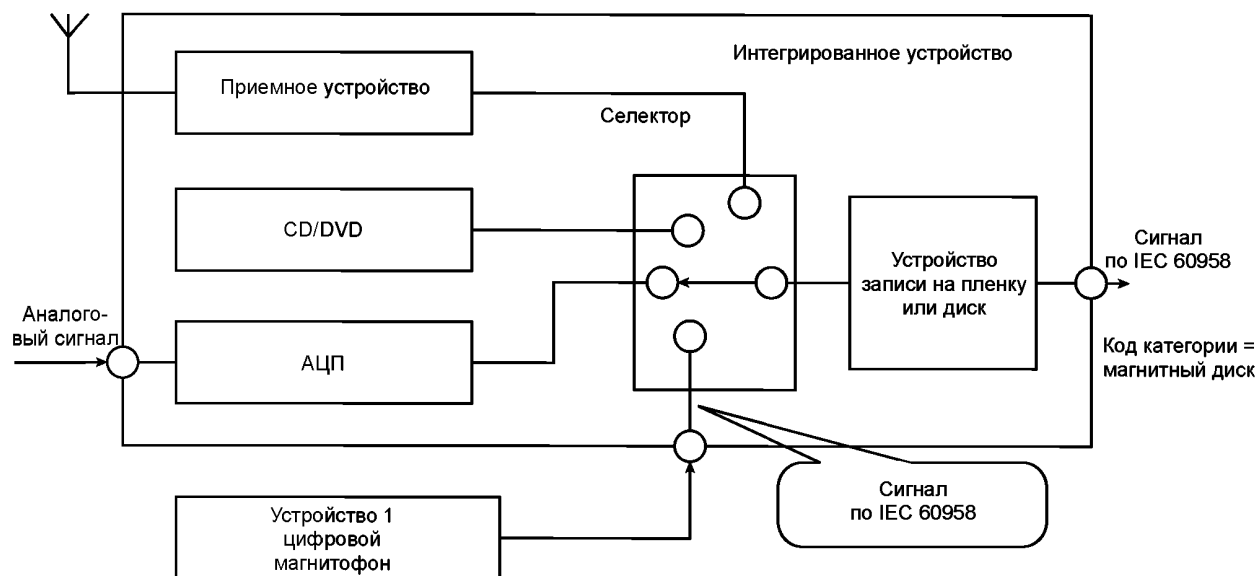 Интегрированное устройство
Приемное устройство
Селектор
CD/DVD
Устройство
записи на пленку
или диск
Сигнал
по IEC 60958
Аналого-
вый сигнал
АЦП
Код категории =
магнитный диск
Сигнал
по IEC 60958
Устройство 1
цифровой
магнитофон